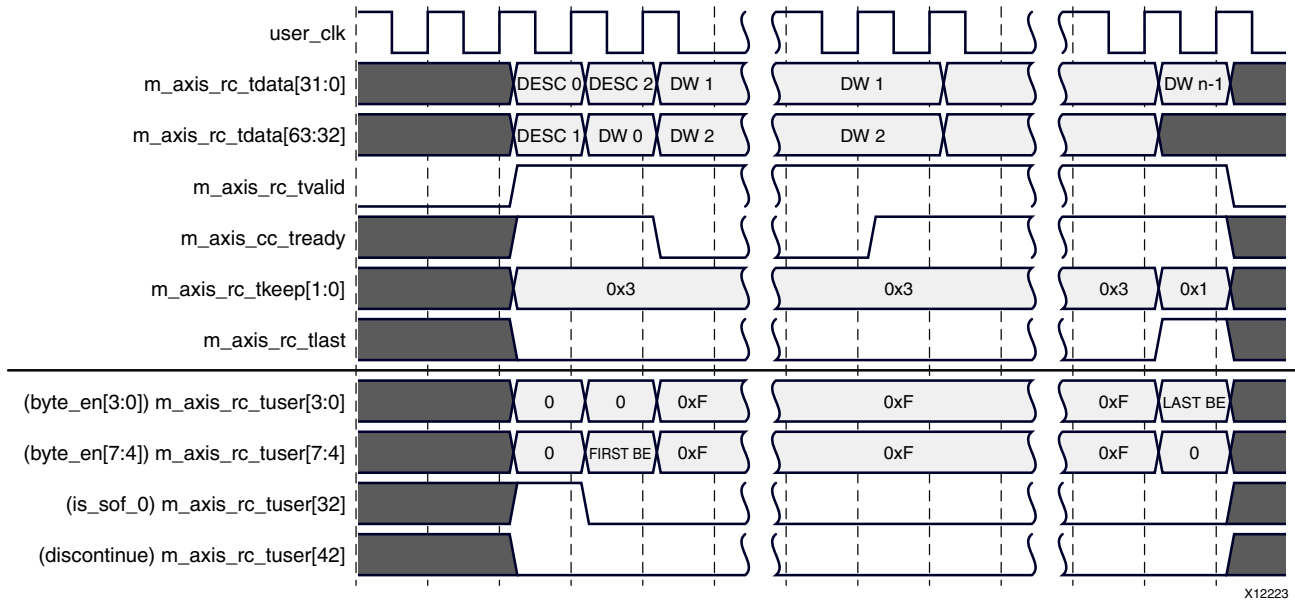 user_clk
m_axis_rc_tdata[31:0] DESC 0 DESC 2 DW 1 DW 1 DW n-1
m_axis_rc_tdata[63:32] DESC 1 DW 0 DW 2 DW 2
m_axis_rc_tvalid
m_axis_cc_tready
m_axis_rc_tkeep[1:0] 0x3 0x3 0x3 0x1
m_axis_rc_tlast
(byte_en[3:0]) m_axis_rc_tuser[3:0] 0 0 0xF 0xF 0xF LAST BE
(byte_en[7:4]) m_axis_rc_tuser[7:4] 0 FIRST BE 0xF 0xF 0xF 0
(is_sof_0) m_axis_rc_tuser[32]
(discontinue) m_axis_rc_tuser[42]
X12223